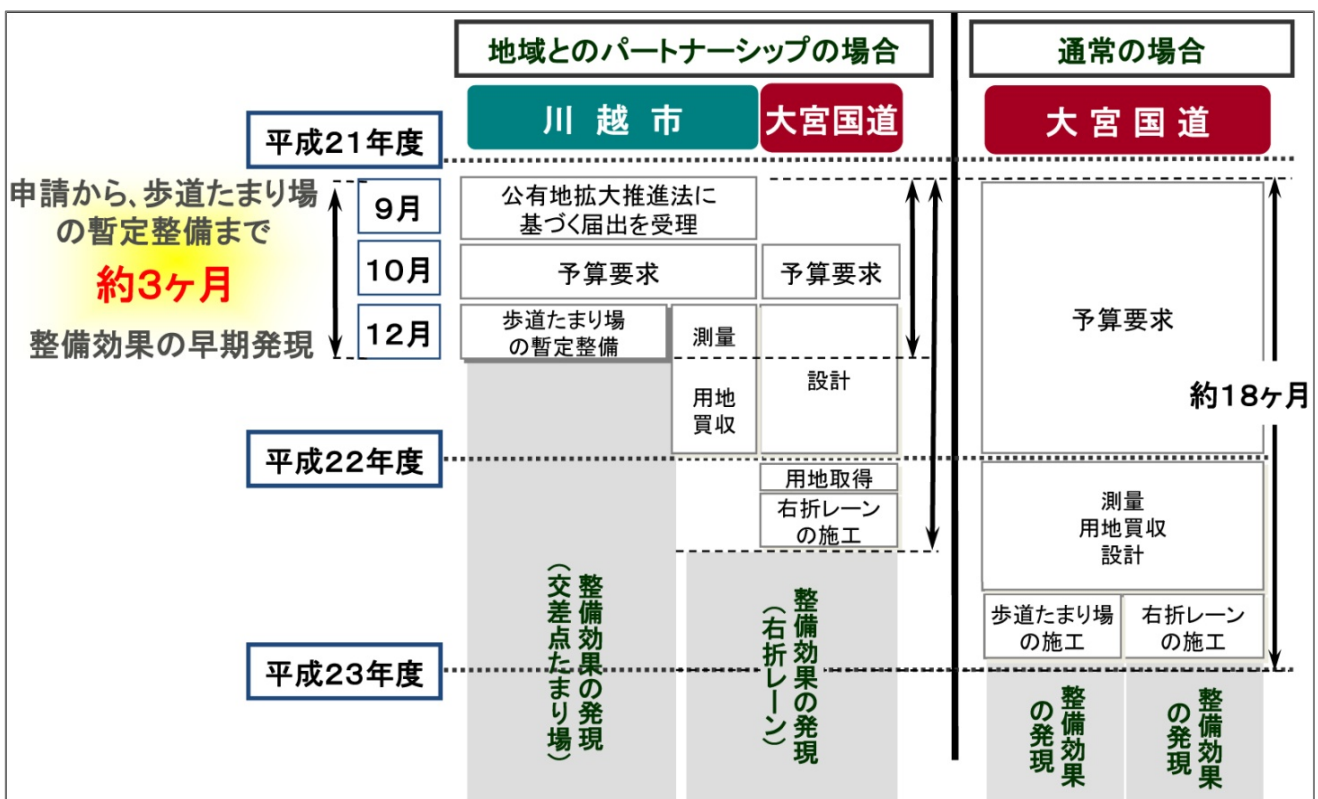 地域とのパートナーシップの場合
通常の場合
川越市
大宮国道
大宮国道
平成21年度
申請から、歩道たまり場
の暫定整備まで
約3ヶ月
整備効果の早期発現
9月
10月
12月
公有地拡大推進法に
基づく届出を受理
予算要求
予算要求
歩道たまり場
の暫定整備
測量
用地
買収
設計
予算要求
約18ヶ月
平成22年度
用地取得
右折レーン
の施工
測量
用地買収
設計
歩道たまり場
の施工
右折レーン
の施工
整備効果の発現
(交差点たまり場)
整備効果の発現
(右折レーン)
平成23年度
整備効果
の発現
整備効果
の発現